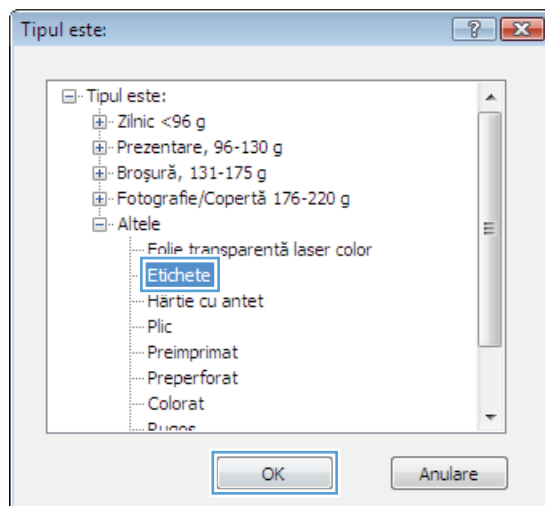 Tipul este:
Tipul este:
Zilnic <96 g
Prezentare, 96-130 g
Broşură, 131-175 g
Fotografie/Copertă 176-220 g
Altele
Folie transparentă laser color
Etichete
Hârtie cu antet
Plic
Preimprimat
Preperforat
Colorat
Rugos
OK Anulare